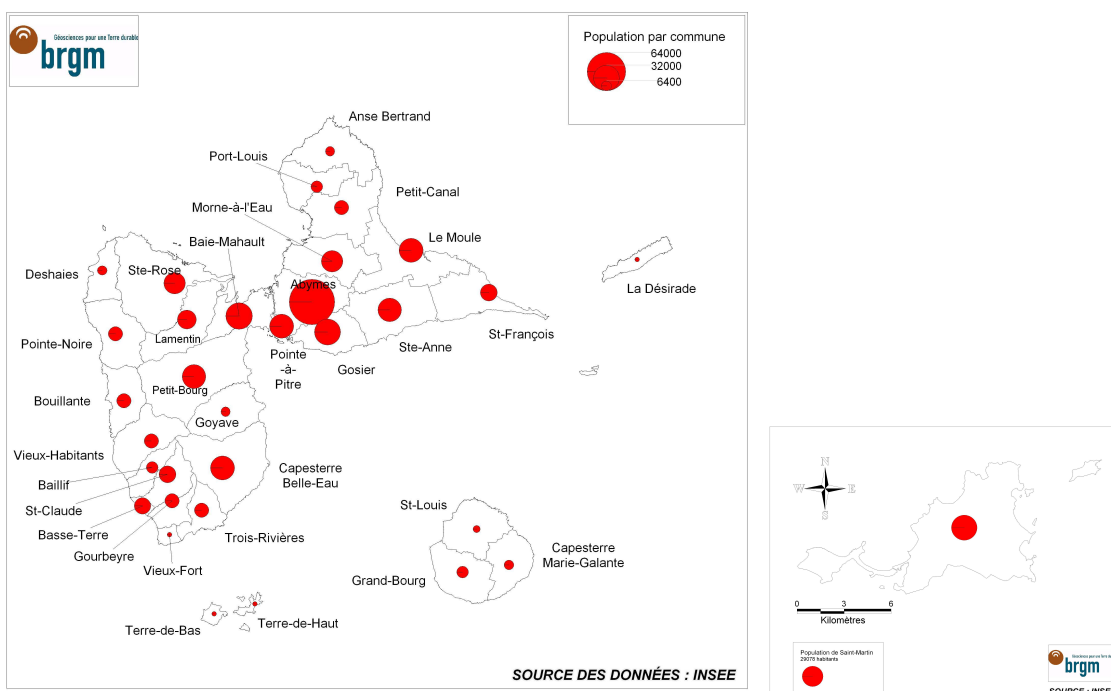 Géosciences pour une Terre durable
brgm
Population par commune
64000
32000
6400
Anse Bertrand
Port-Louis
Petit-Canal
Morne-à-l'Eau
Le Moule
Baie-Mahault
Deshaies
Ste-Rose
Abymes
La Désirade
St-François
Pointe-Noire
Lamentin
Ste-Anne
Pointe
-à-
Pitre
Gosier
Petit-Bourg
Bouillante
Goyave
Vieux-Habitants
Capesterre
Belle-Eau
Baillif
St-Claude
Basse-Terre
Trois-Rivières
Gourbeyre
Vieux-Fort
St-Louis
Capesterre
Marie-Galante
Grand-Bourg
Terre-de-Bas
Terre-de-Haut
SOURCE DES DONNÉES : INSEE
N
W E
S
0 3 6
Kilomètres
Population de Saint-Martin
29078 habitants
brgm
SOURCE : INSE